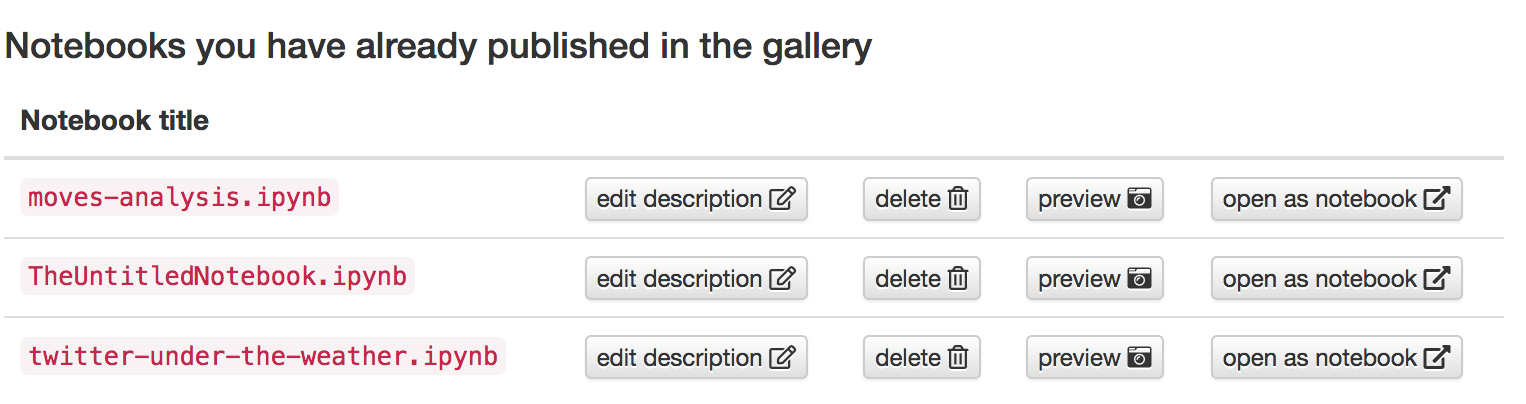 Notebooks you have already published in the gallery
Notebook title
moves-analysis.ipynb edit description delete preview open as notebook
TheUntitledNotebook.ipynb edit description delete preview open as notebook
twitter-under-the-weather.ipynb edit description delete preview open as notebook